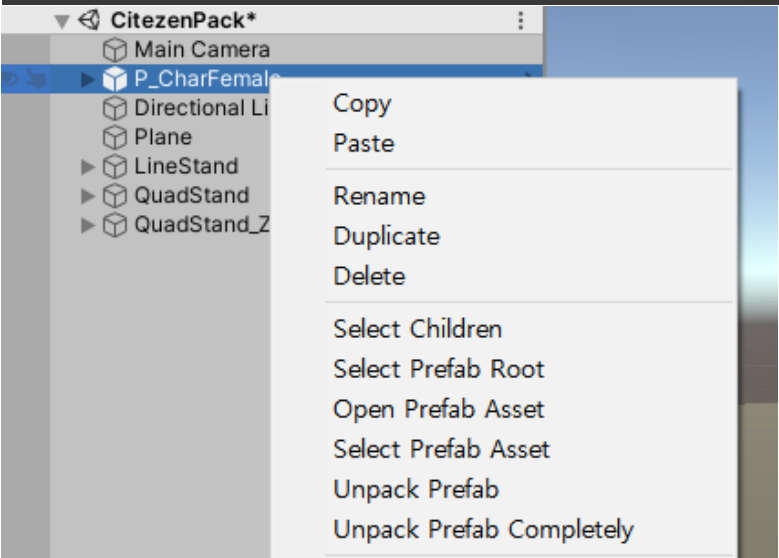 CitezenPack*
Main Camera
P_CharFemale
Directional Li
Plane
LineStand
QuadStand
QuadStand_Z
Copy
Paste
Rename
Duplicate
Delete
Select Children
Select Prefab Root
Open Prefab Asset
Select Prefab Asset
Unpack Prefab
Unpack Prefab Completely